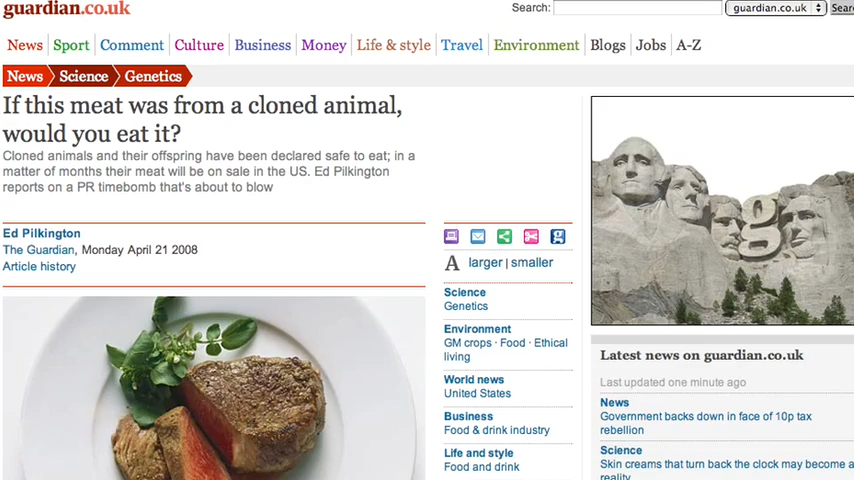 guardian.co.uk
Search:
guardian.co.uk
News Sport Comment Culture Business Money Life & style Travel Environment Blogs Jobs A-Z
News Science Genetics
If this meat was from a cloned animal,
would you eat it?
Cloned animals and their offspring have been declared safe to eat; in a
matter of months their meat will be on sale in the US. Ed Pilkington
reports on a PR timebomb that's about to blow
Ed Pilkington
The Guardian, Monday April 21 2008
Article history
A larger | smaller
Science
Genetics
Environment
GM crops · Food · Ethical
living
World news
United States
Business
Food & drink industry
Life and style
Food and drink
g
Latest news on guardian.co.uk
Last updated one minute ago
News
Government backs down in face of 10p tax
rebellion
Science
Skin creams that turn back the clock may become a